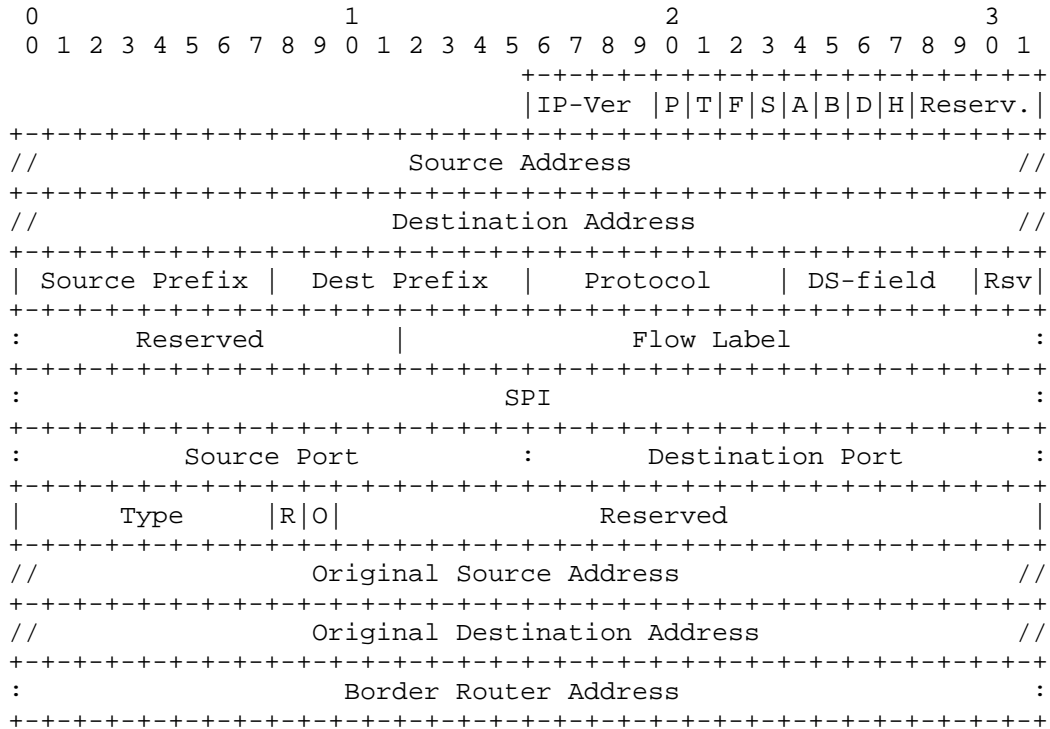 0                   1                   2                   3
 0 1 2 3 4 5 6 7 8 9 0 1 2 3 4 5 6 7 8 9 0 1 2 3 4 5 6 7 8 9 0 1
                                +-+-+-+-+-+-+-+-+-+-+-+-+-+-+-+-+
                                |IP-Ver |P|T|F|S|A|B|D|H|Reserv.|
+-+-+-+-+-+-+-+-+-+-+-+-+-+-+-+-+-+-+-+-+-+-+-+-+-+-+-+-+-+-+-+-+
//                       Source Address                        //
+-+-+-+-+-+-+-+-+-+-+-+-+-+-+-+-+-+-+-+-+-+-+-+-+-+-+-+-+-+-+-+-+
//                      Destination Address                    //
+-+-+-+-+-+-+-+-+-+-+-+-+-+-+-+-+-+-+-+-+-+-+-+-+-+-+-+-+-+-+-+-+
| Source Prefix |  Dest Prefix  |   Protocol    | DS-field  |Rsv|
+-+-+-+-+-+-+-+-+-+-+-+-+-+-+-+-+-+-+-+-+-+-+-+-+-+-+-+-+-+-+-+-+
:       Reserved        |              Flow Label               :
+-+-+-+-+-+-+-+-+-+-+-+-+-+-+-+-+-+-+-+-+-+-+-+-+-+-+-+-+-+-+-+-+
:                              SPI                              :
+-+-+-+-+-+-+-+-+-+-+-+-+-+-+-+-+-+-+-+-+-+-+-+-+-+-+-+-+-+-+-+-+
:          Source Port          :       Destination Port        :
+-+-+-+-+-+-+-+-+-+-+-+-+-+-+-+-+-+-+-+-+-+-+-+-+-+-+-+-+-+-+-+-+
|      Type     |R|O|                Reserved                   |
+-+-+-+-+-+-+-+-+-+-+-+-+-+-+-+-+-+-+-+-+-+-+-+-+-+-+-+-+-+-+-+-+
//                 Original Source Address                     //
+-+-+-+-+-+-+-+-+-+-+-+-+-+-+-+-+-+-+-+-+-+-+-+-+-+-+-+-+-+-+-+-+
//                 Original Destination Address                //
+-+-+-+-+-+-+-+-+-+-+-+-+-+-+-+-+-+-+-+-+-+-+-+-+-+-+-+-+-+-+-+-+
:                    Border Router Address                      :
+-+-+-+-+-+-+-+-+-+-+-+-+-+-+-+-+-+-+-+-+-+-+-+-+-+-+-+-+-+-+-+-+